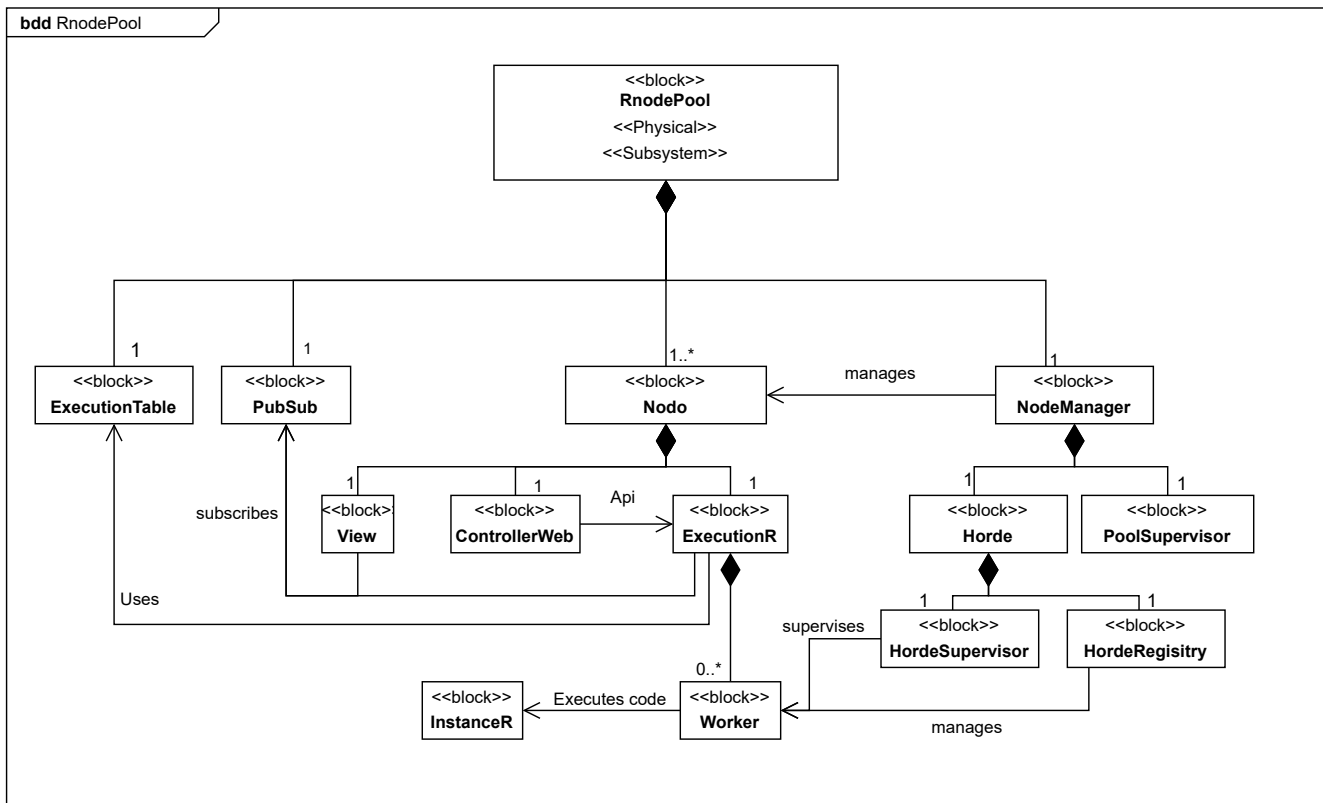 bdd RnodePool
<<block>>
RnodePool
<<Physical>>
<<Subsystem>>
1
1
1..*
1
<<block>>
ExecutionTable
<<block>>
PubSub
<<block>>
Nodo
manages
<<block>>
NodeManager
subscribes
1
1
Api
1
1
1
<<block>>
View
<<block>>
ControllerWeb
<<block>>
ExecutionR
<<block>>
Horde
<<block>>
PoolSupervisor
Uses
supervises
1
1
<<block>>
HordeSupervisor
<<block>>
HordeRegisitry
0..*
<<block>>
InstanceR
Executes code
<<block>>
Worker
manages